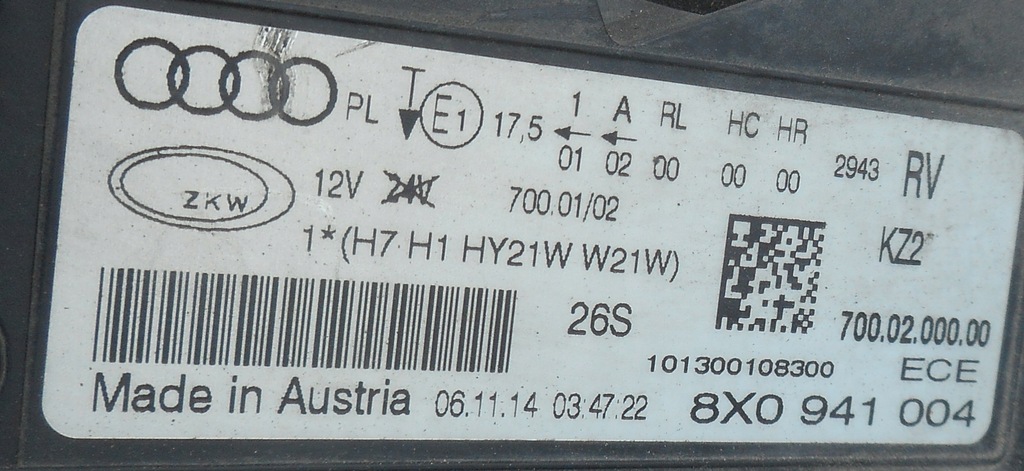 PL E1 17,5 1 A RL HC HR
01 02 00 00 00 2943 RV
ZKW 12V 24V 700.01/02
1*(H7 H1 HY21W W21W) KZ2
26S 700.02.000.00
101300108300 ECE
Made in Austria 06.11.14 03:47:22 8X0 941 004